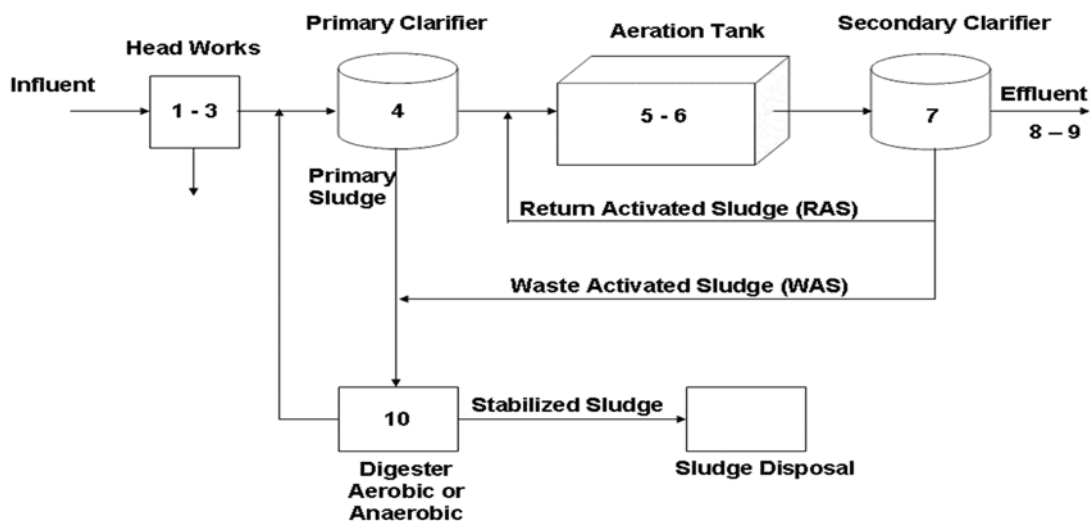 Primary Clarifier
Aeration Tank
Secondary Clarifier
Head Works
Influent
1 - 3
4
5 - 6
7
Effluent
8 – 9
Primary
Sludge
Return Activated Sludge (RAS)
Waste Activated Sludge (WAS)
10
Stabilized Sludge
Digester
Aerobic or
Anaerobic
Sludge Disposal